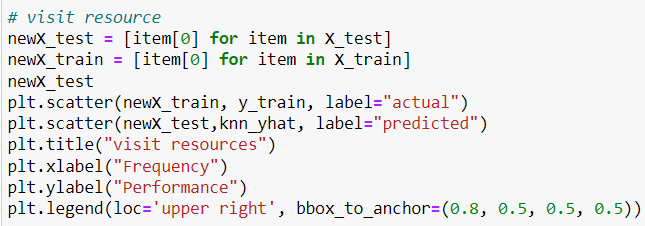 # visit resource
newX_test = [item[0] for item in X_test]
newX_train = [item[0] for item in X_train]
newX_test
plt.scatter(newX_train, y_train, label="actual")
plt.scatter(newX_test,knn_yhat, label="predicted")
plt.title("visit resources")
plt.xlabel("Frequency")
plt.ylabel("Performance")
plt.legend(loc='upper right', bbox_to_anchor=(0.8, 0.5, 0.5, 0.5))